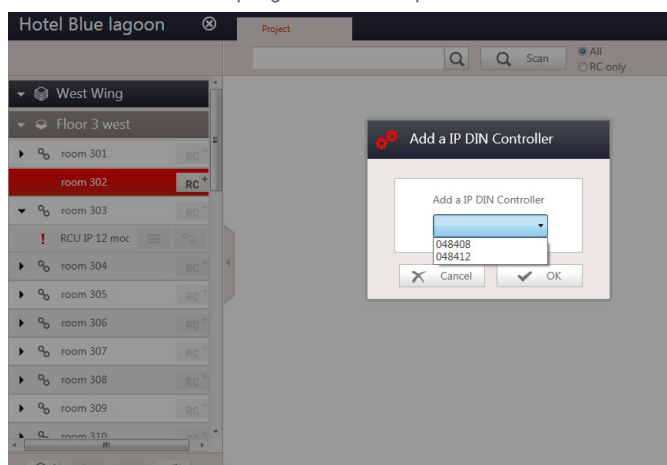 Hotel Blue lagoon
Project
Scan
All
RC only
West Wing
Floor 3 west
room 301 RC+
room 302 RC+
room 303 RC+
! RCU IP 12 moc
room 304 RC+
room 305 RC+
room 306 RC+
room 307 RC+
room 308 RC+
room 309 RC+
room 310
Add a IP DIN Controller
Add a IP DIN Controller
048408
048412
Cancel
OK